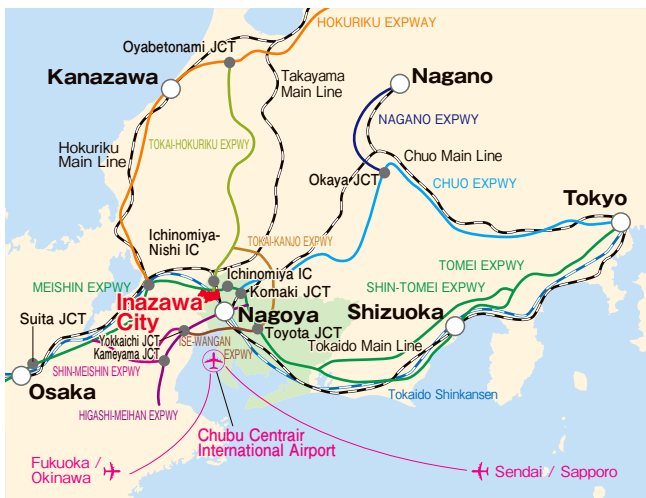 HOKURIKU EXPWAY
Oyabetonami JCT
Kanazawa
Takayama
Main Line
Nagano
NAGANO EXPWY
TOKAI-HOKURIKU EXPWY
Hokuriku
Main Line
Chuo Main Line
Okaya JCT
CHUO EXPWY
Tokyo
Ichinomiya-
Nishi IC
TOKAI-KANJO EXPWY
TOMEI EXPWY
Ichinomiya IC
MEISHIN EXPWY
SHIN-TOMEI EXPWY
Komaki JCT
Inazawa
City
Nagoya
Shizuoka
Suita JCT
Toyota JCT
Yokkaichi JCT
Kameyama JCT
ISE-WANGAN
EXPWY
Tokaido Main Line
SHIN-MEISHIN EXPWY
Osaka
Tokaido Shinkansen
HIGASHI-MEIHAN EXPWY
Chubu Centrair
International Airport
Fukuoka /
Okinawa
Sendai / Sapporo